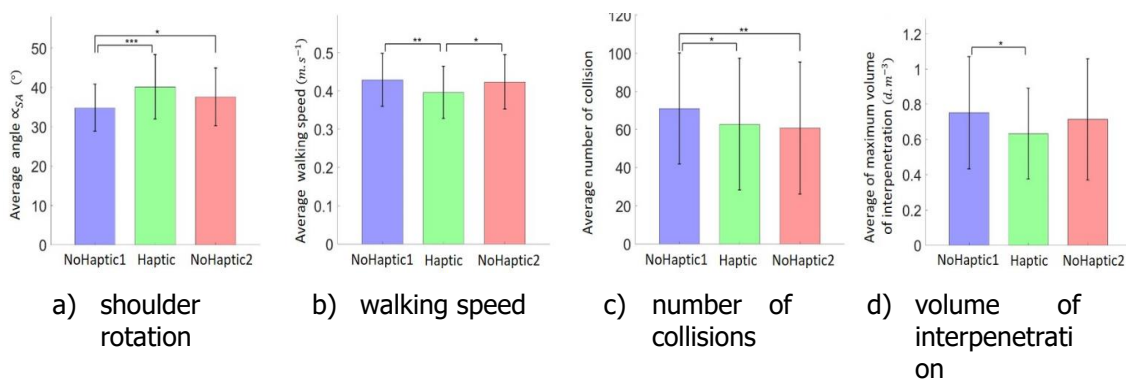 Average angle ∝SA (°)
50
40
30
20
10
0
***
*
NoHaptic1 Haptic NoHaptic2
a) shoulder
rotation
Average walking speed (m.s⁻¹)
0.5
0.4
0.3
0.2
0.1
0
**
*
NoHaptic1 Haptic NoHaptic2
b) walking speed
Average number of collision
120
100
80
60
40
20
0
*
**
NoHaptic1 Haptic NoHaptic2
c) number of
collisions
Average of maximum volume
of interpenetration (d.m⁻³)
1.2
1
0.8
0.6
0.4
0.2
0
*
NoHaptic1 Haptic NoHaptic2
d) volume of
interpenetrati
on